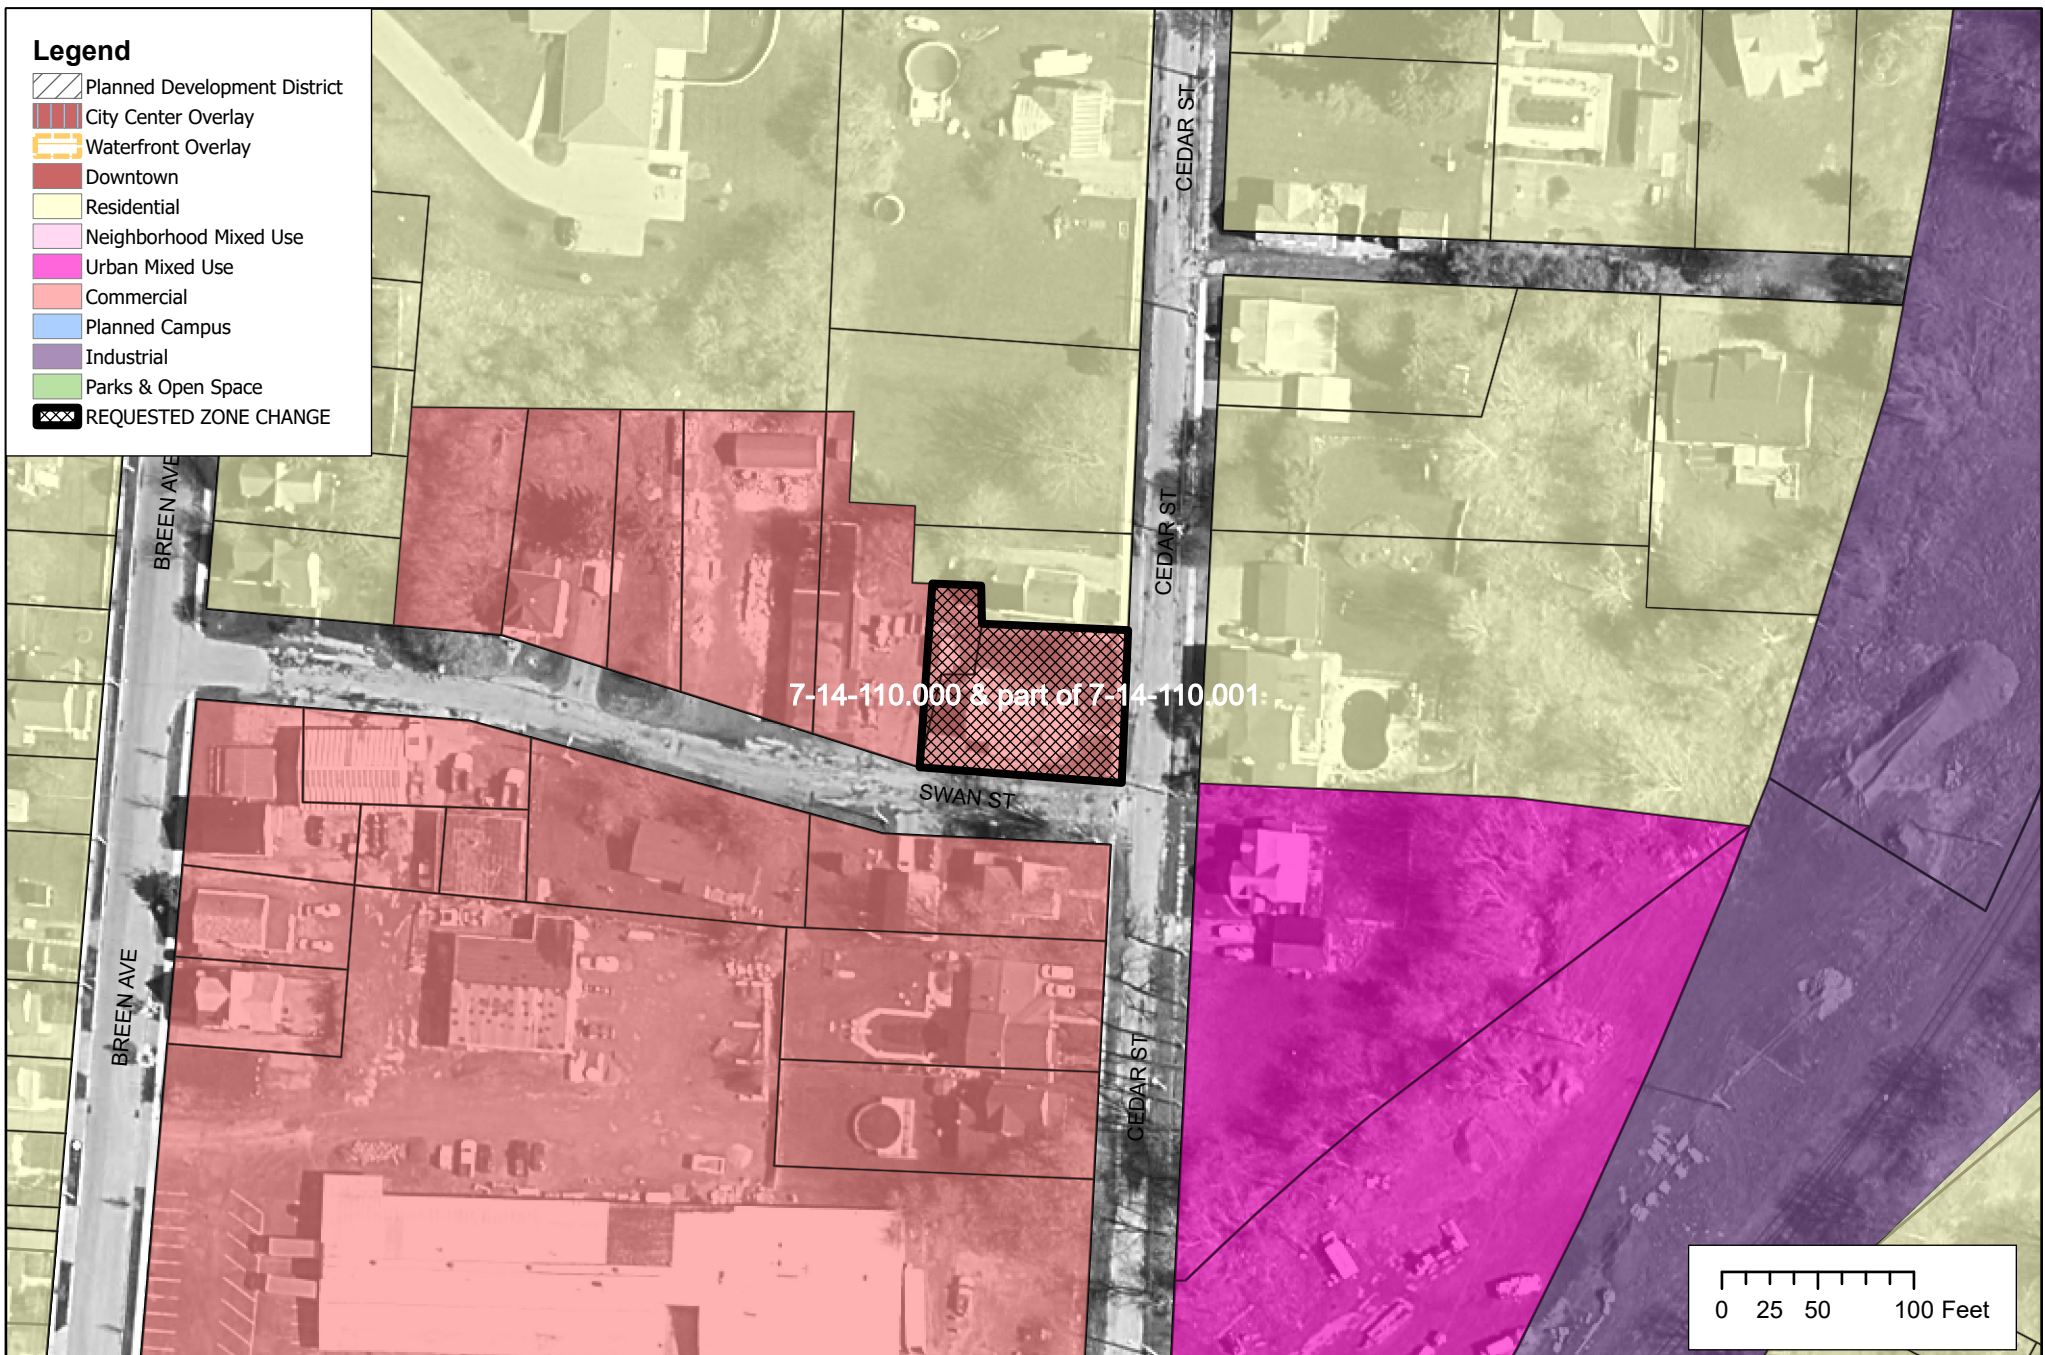 Legend
Planned Development District
City Center Overlay
Waterfront Overlay
Downtown
Residential
Neighborhood Mixed Use
Urban Mixed Use
Commercial
Planned Campus
Industrial
Parks & Open Space
REQUESTED ZONE CHANGE
CEDAR ST
BREEN AVE
CEDAR ST
7-14-110.000 & part of 7-14-110.001
SWAN ST
BREEN AVE
CEDAR ST
0 25 50 100 Feet